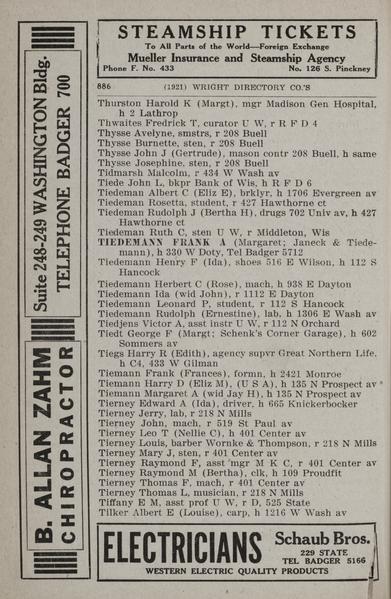 STEAMSHIP TICKETS
To All Parts of the World—Foreign Exchange
Mueller Insurance and Steamship Agency
Phone F. No. 433 No. 126 S. Pinckney
886 (1921) WRIGHT DIRECTORY CO.'S
Thurston Harold K (Margt), mgr Madison Gen Hospital,
h 2 Lathrop
Thwaites Fredrick T, curator U W, r R F D 4
Thysse Avelyne, smstrs, r 208 Buell
Thysse Burnette, sten, r 208 Buell
Thysse John J (Gertrude), mason contr 208 Buell, h same
Thysse Josephine, sten, r 208 Buell
Tidmarsh Malcolm, r 434 W Wash av
Tiede John L, bkpr Bank of Wis, h R F D 6
Tiedeman Albert C (Eliz E), brklyr, h 1706 Evergreen av
Tiedeman Rosetta, student, r 427 Hawthorne ct
Tiedeman Rudolph J (Bertha H), drugs 702 Univ av, h 427
Hawthorne ct
Tiedeman Ruth C, sten U W, r Middleton, Wis
TIEDEMANN FRANK A (Margaret; Janeck & Tiede-
mann), h 330 W Doty, Tel Badger 5712
Tiedemann Henry F (Ida), shoes 516 E Wilson, h 112 S
Hancock
Tiedemann Herbert C (Rose), mach, h 938 E Dayton
Tiedemann Ida (wid John), r 1112 E Dayton
Tiedemann Leonard P, student, r 112 S Hancock
Tiedemann Rudolph (Ernestine), lab, h 1306 E Wash av
Tiedjens Victor A, asst instr U W, r 112 N Orchard
Tiedt George F (Margt; Schenk's Corner Garage), h 602
Sommers av
Tiegs Harry R (Edith), agency supvr Great Northern Life,
h C4, 433 W Gilman
Tiemann Frank (Frances), formn, h 2421 Monroe
Tiemann Harry D (Eliz M), (U S A), h 135 N Prospect av
Tiemann Margaret A (wid Jay H), h 135 N Prospect av
Tierney Edward A (Ida), driver, h 665 Knickerbocker
Tierney Jerry, lab, r 218 N Mills
Tierney John, mach, r 519 St Paul av
Tierney Leo T (Nellie C), h 401 Center av
Tierney Louis, barber Wornke & Thompson, r 218 N Mills
Tierney Mary J, sten, r 401 Center av
Tierney Raymond F, asst mgr M K C, r 401 Center av
Tierney Raymond M (Bertha), clk, h 109 Proudfit
Tierney Thomas F, mach, r 401 Center av
Tierney Thomas L, musician, r 218 N Mills
Tiffany E M, asst prof U W, r D, 525 State
Tilker Albert E (Louise), carp, h 1216 W Wash av
B. ALLAN ZAHM
CHIROPRACTOR
Suite 248-249 WASHINGTON Bldg.
TELEPHONE BADGER 700
ELECTRICIANS
Schaub Bros.
229 STATE
TEL BADGER 5166
WESTERN ELECTRIC QUALITY PRODUCTS